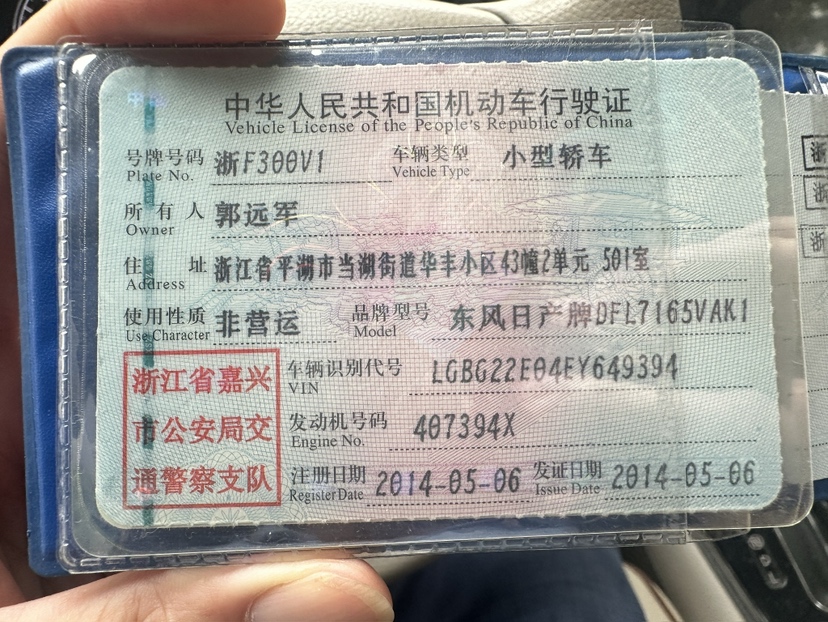 中华人民共和国机动车行驶证
Vehicle License of the People's Republic of China
号牌号码 浙F300V1 车辆类型 小型轿车
Plate No. Vehicle Type
所有人 郭远军
Owner
住址 浙江省平湖市当湖街道华丰小区43幢2单元 501室
Address
使用性质 非营运 品牌型号 东风日产牌DFL7165VAK1
Use Character Model
浙江省嘉兴
市公安局交
通警察支队
车辆识别代号 LGBG22E04EY649394
VIN
发动机号码 407394X
Engine No.
注册日期 2014-05-06 发证日期 2014-05-06
Register Date Issue Date
浙
浙
浙